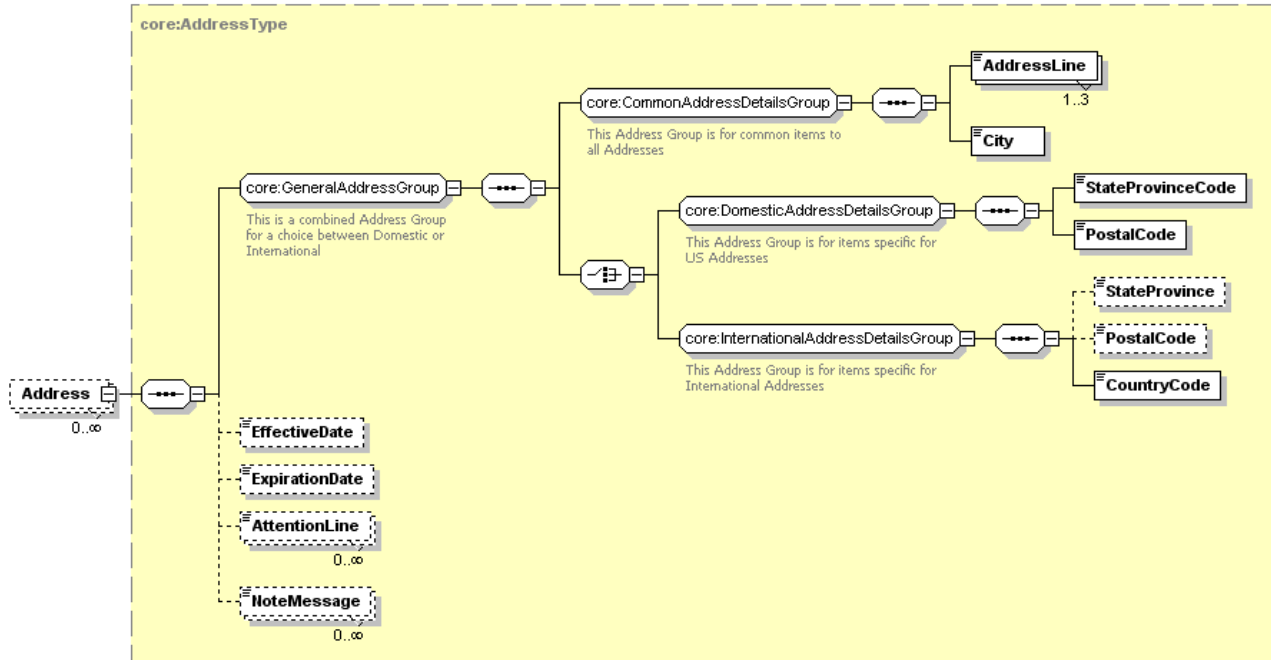 core:AddressType
AddressLine
1..3
core:CommonAddressDetailsGroup
This Address Group is for common items to
all Addresses
City
core:GeneralAddressGroup
This is a combined Address Group
for a choice between Domestic or
International
StateProvinceCode
core:DomesticAddressDetailsGroup
This Address Group is for items specific for
US Addresses
PostalCode
StateProvince
core:InternationalAddressDetailsGroup
This Address Group is for items specific for
International Addresses
PostalCode
CountryCode
Address
0..∞
EffectiveDate
ExpirationDate
AttentionLine
0..∞
NoteMessage
0..∞